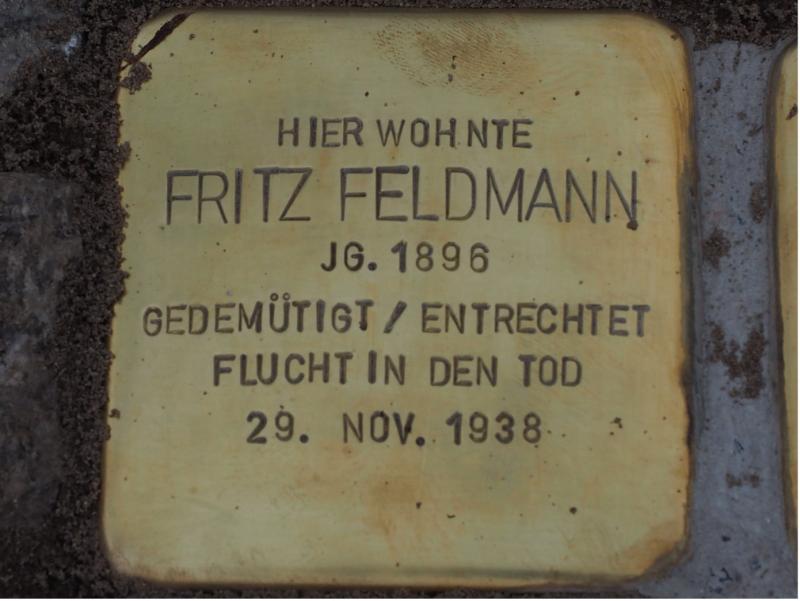 HIER WOHNTE
FRITZ FELDMANN
JG. 1896
GEDEMÜTIGT / ENTRECHTET
FLUCHT IN DEN TOD
29. NOV. 1938